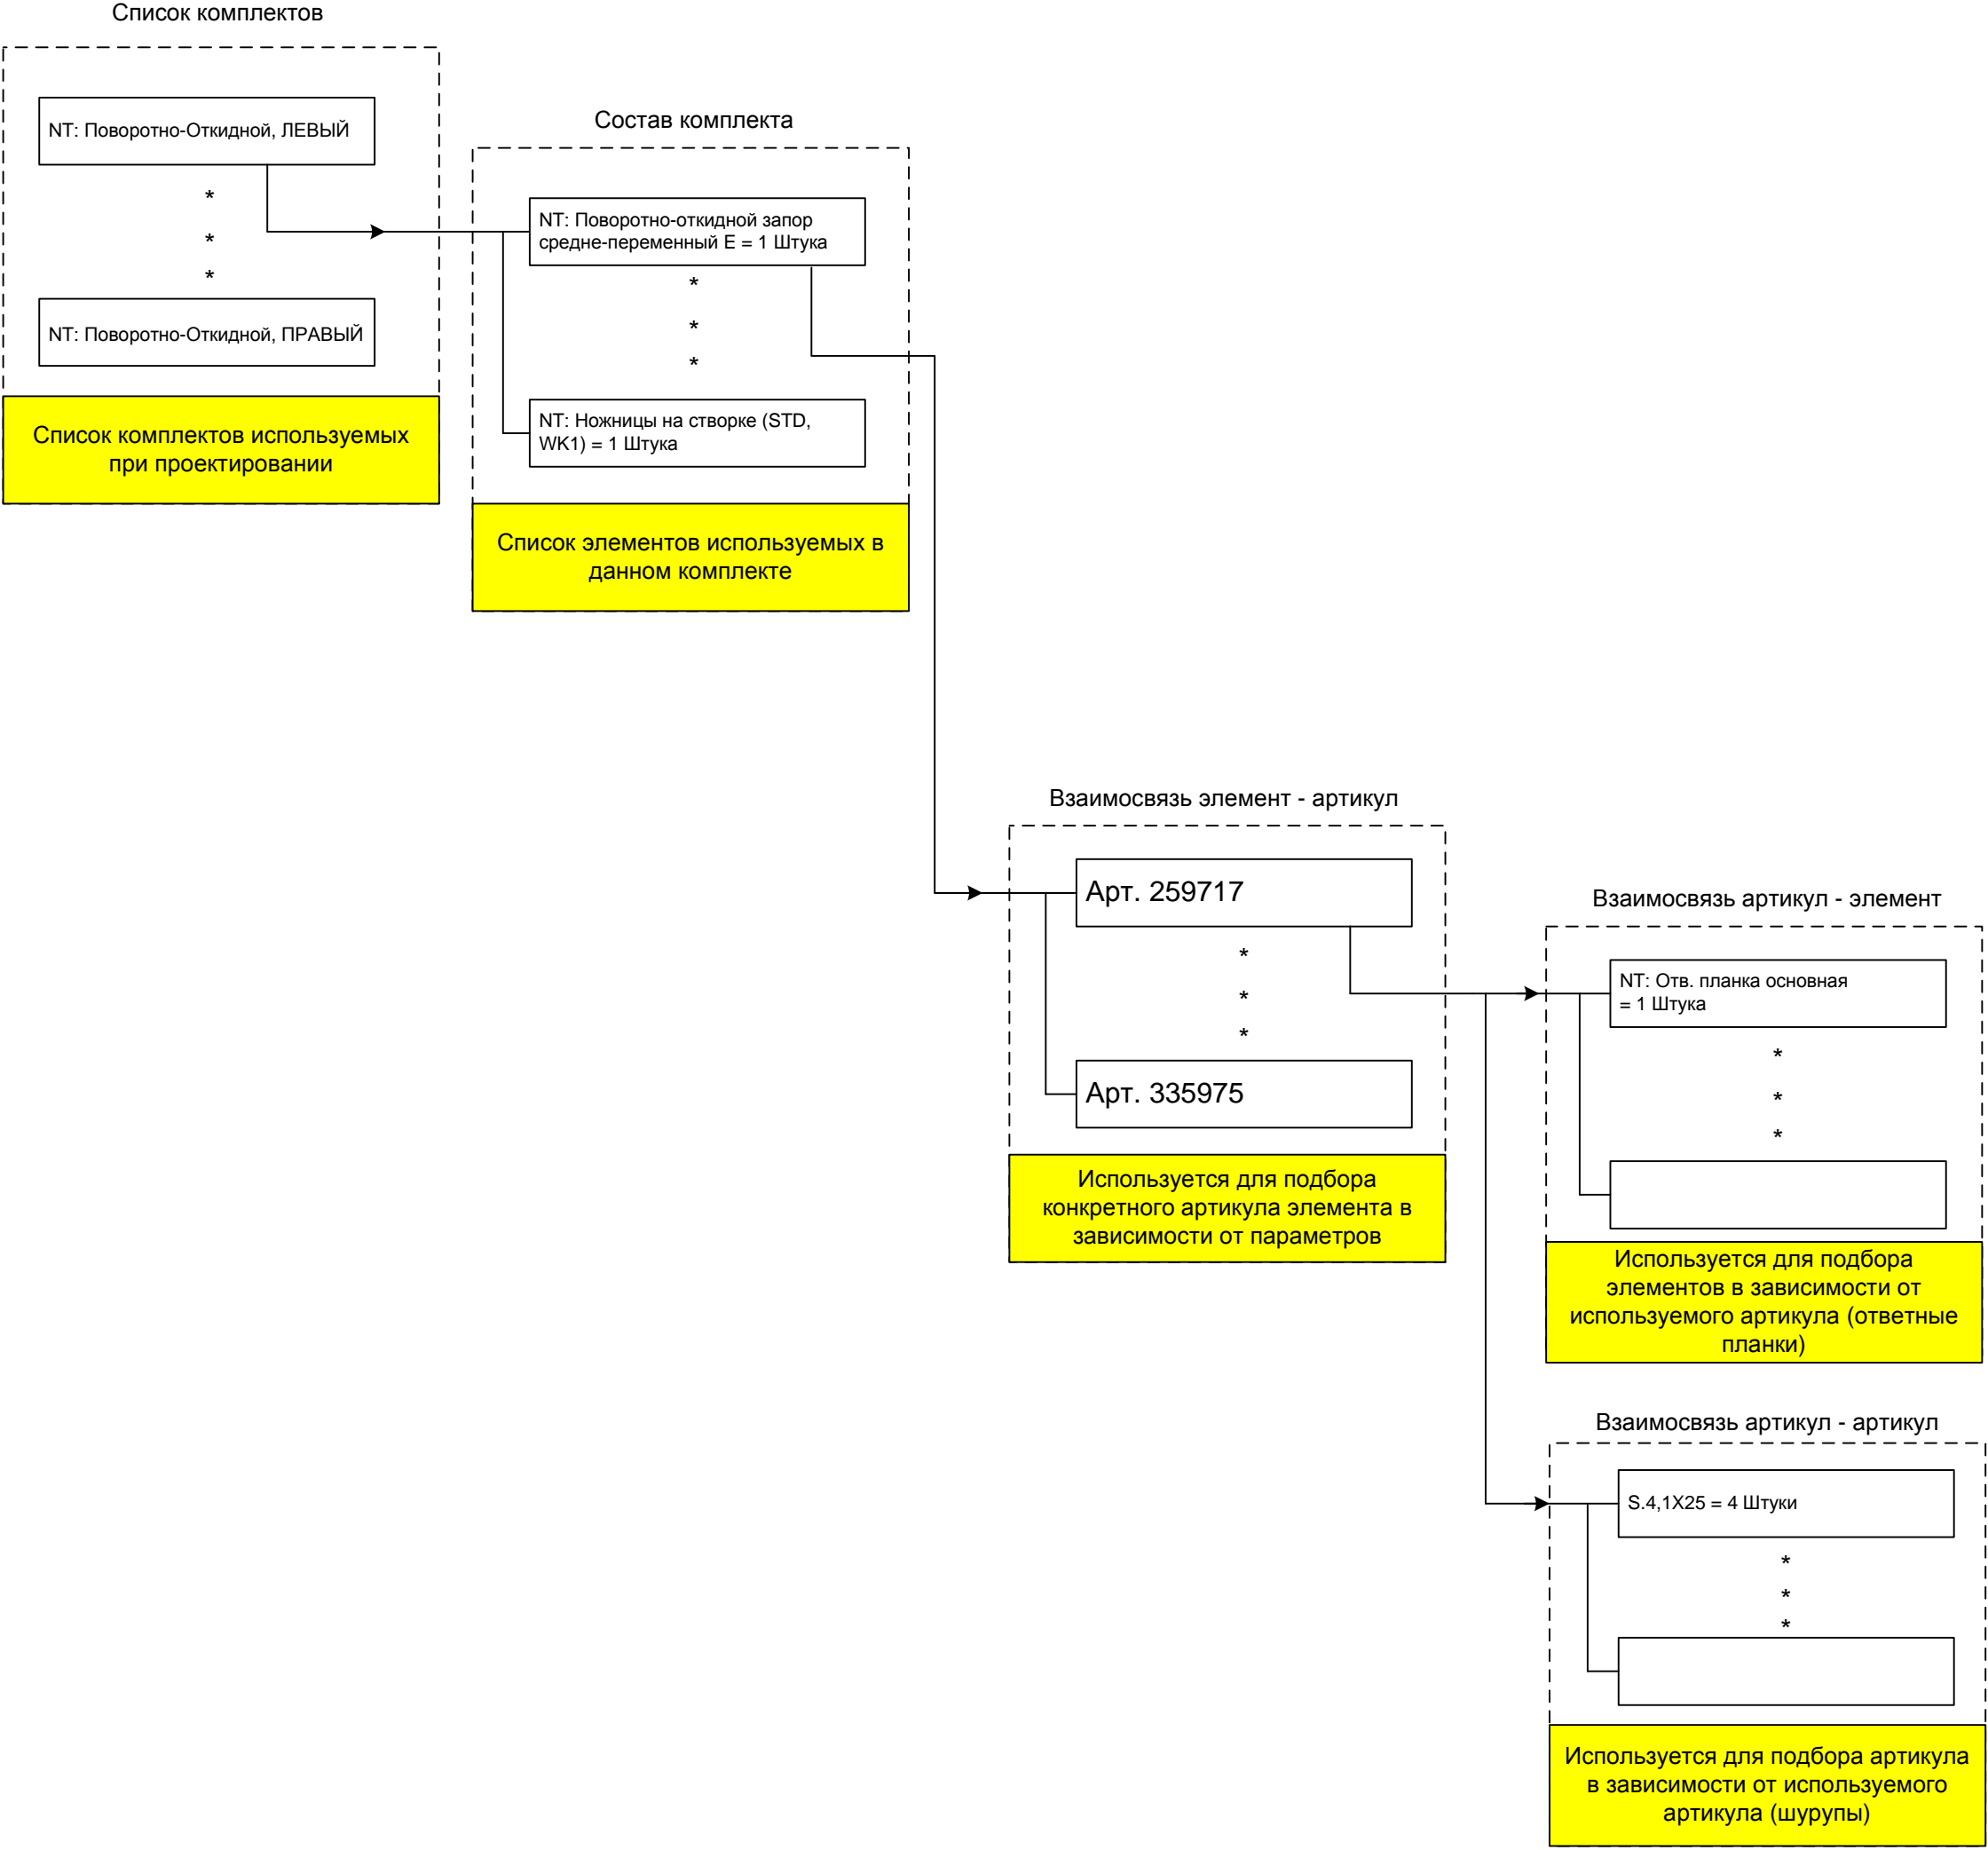 Список комплектов
NT: Поворотно-Откидной, ЛЕВЫЙ
*
*
*
NT: Поворотно-Откидной, ПРАВЫЙ
Список комплектов используемых
при проектировании
Состав комплекта
NT: Поворотно-откидной запор
средне-переменный E = 1 Штука
*
*
*
NT: Ножницы на створке (STD,
WK1) = 1 Штука
Список элементов используемых в
данном комплекте
Взаимосвязь элемент - артикул
Арт. 259717
*
*
*
Арт. 335975
Используется для подбора
конкретного артикула элемента в
зависимости от параметров
Взаимосвязь артикул - элемент
NT: Отв. планка основная
= 1 Штука
*
*
*
Используется для подбора
элементов в зависимости от
используемого артикула (ответные
планки)
Взаимосвязь артикул - артикул
S.4,1X25 = 4 Штуки
*
*
*
Используется для подбора артикула
в зависимости от используемого
артикула (шурупы)